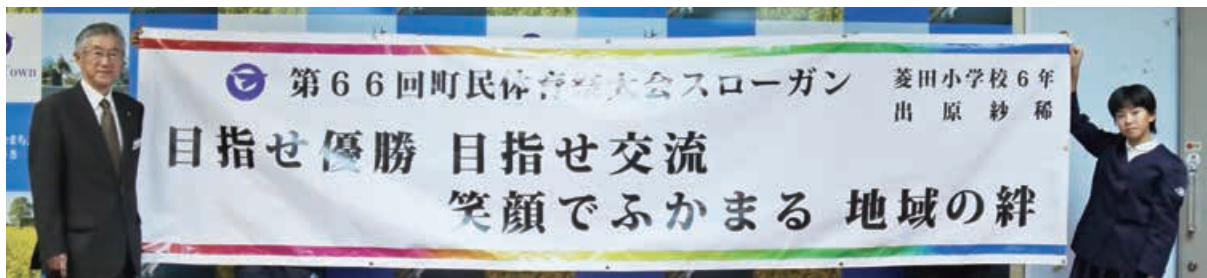 第66回町民体育祭大会スローガン
菱田小学校6年
出原紗稀
目指せ優勝 目指せ交流
笑顔でふかまる 地域の絆
Town